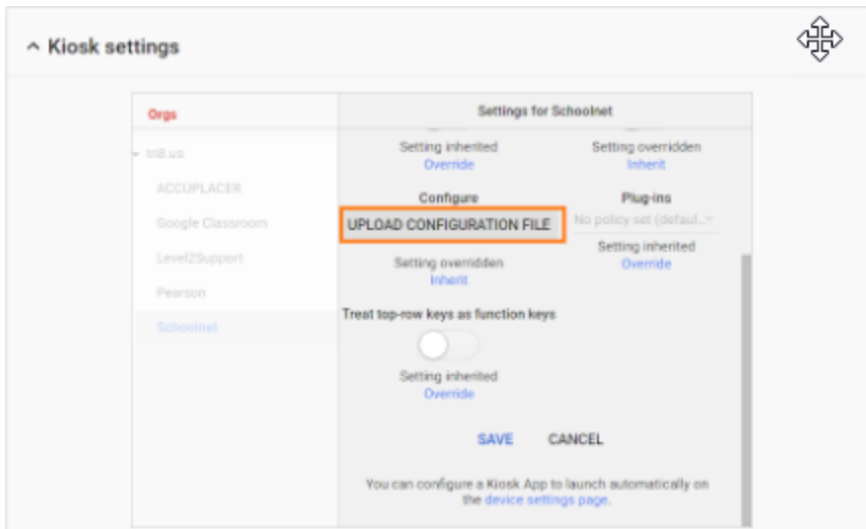 Kiosk settings
Orgs
tn8.us
ACCUPLACER
Google Classroom
Level2Support
Pearson
Schoolnet
Settings for Schoolnet
Setting inherited
Override
Setting overridden
Inherit
Configure
UPLOAD CONFIGURATION FILE
Setting overridden
Inherit
Plug-ins
No policy set (defaul...
Setting inherited
Override
Treat top-row keys as function keys
Setting inherited
Override
SAVE CANCEL
You can configure a Kiosk App to launch automatically on
the device settings page.